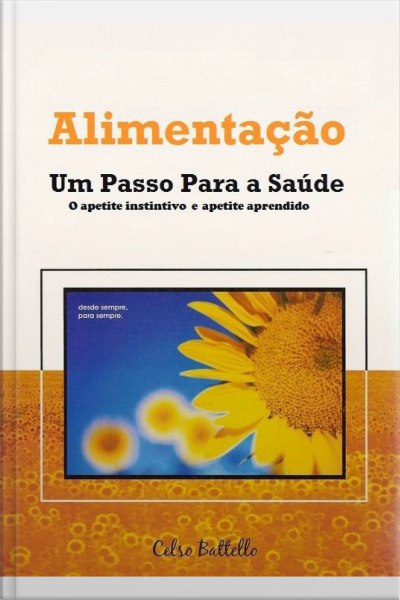 Alimentação
Um Passo Para a Saúde
O apetite instintivo e apetite aprendido
desde sempre,
para sempre.
Celso Battello